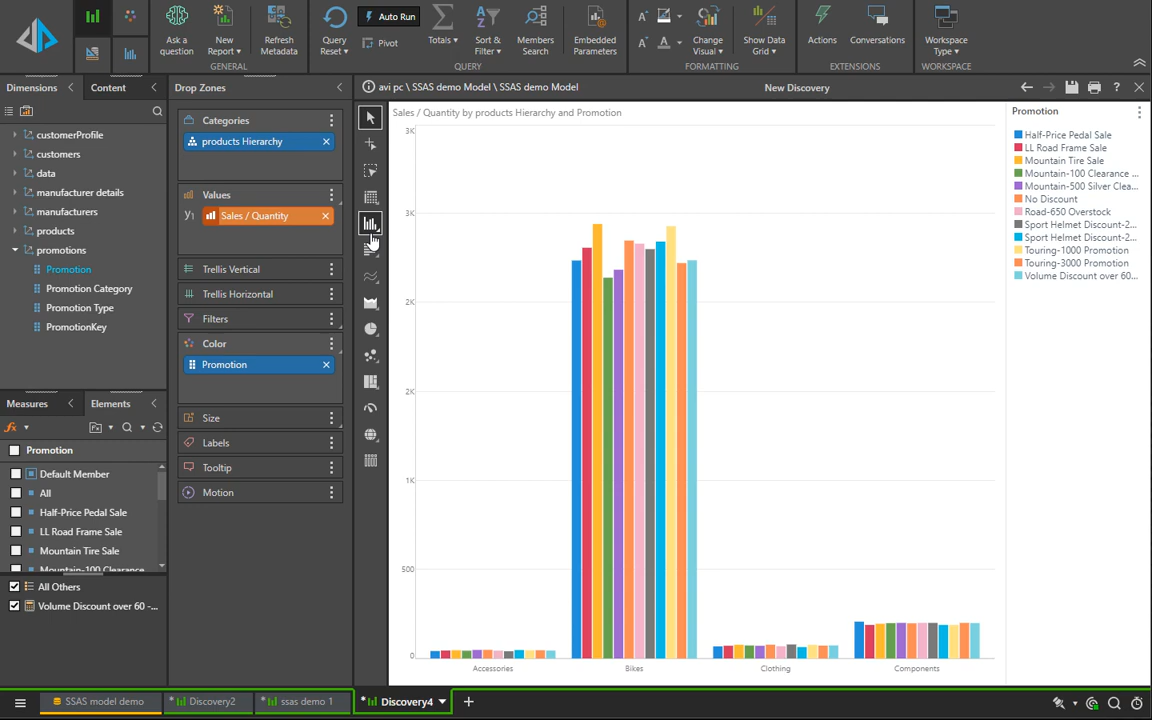 Ask a question
New Report
GENERAL
Refresh Metadata
Query Reset
Auto Run
Pivot
Totals
Sort & Filter
Members Search
QUERY
Embedded Parameters
A
A
A
Change Visual
FORMATTING
Show Data Grid
Actions
Conversations
EXTENSIONS
Workspace Type
WORKSPACE
Dimensions
Content
Drop Zones
avi pc \ SSAS demo Model \ SSAS demo Model
New Discovery
customerProfile
customers
data
manufacturer details
manufacturers
products
promotions
Promotion
Promotion Category
Promotion Type
PromotionKey
Measures
Elements
fx
Fx
Promotion
Default Member
All
Half-Price Pedal Sale
LL Road Frame Sale
Mountain Tire Sale
Mountain-100 Clearance
All Others
Volume Discount over 60 -...
Categories
products Hierarchy
Values
y1
Sales / Quantity
Trellis Vertical
Trellis Horizontal
Filters
Color
Promotion
Size
Labels
Tooltip
Motion
Sales / Quantity by products Hierarchy and Promotion
3K
3K
2K
2K
1K
500
0
Accessories
Bikes
Clothing
Components
Promotion
Half-Price Pedal Sale
LL Road Frame Sale
Mountain Tire Sale
Mountain-100 Clearance ...
Mountain-500 Silver Clea...
No Discount
Road-650 Overstock
Sport Helmet Discount-2...
Sport Helmet Discount-2...
Touring-1000 Promotion
Touring-3000 Promotion
Volume Discount over 60...
SSAS model demo
*Discovery2
*ssas demo 1
*Discovery4